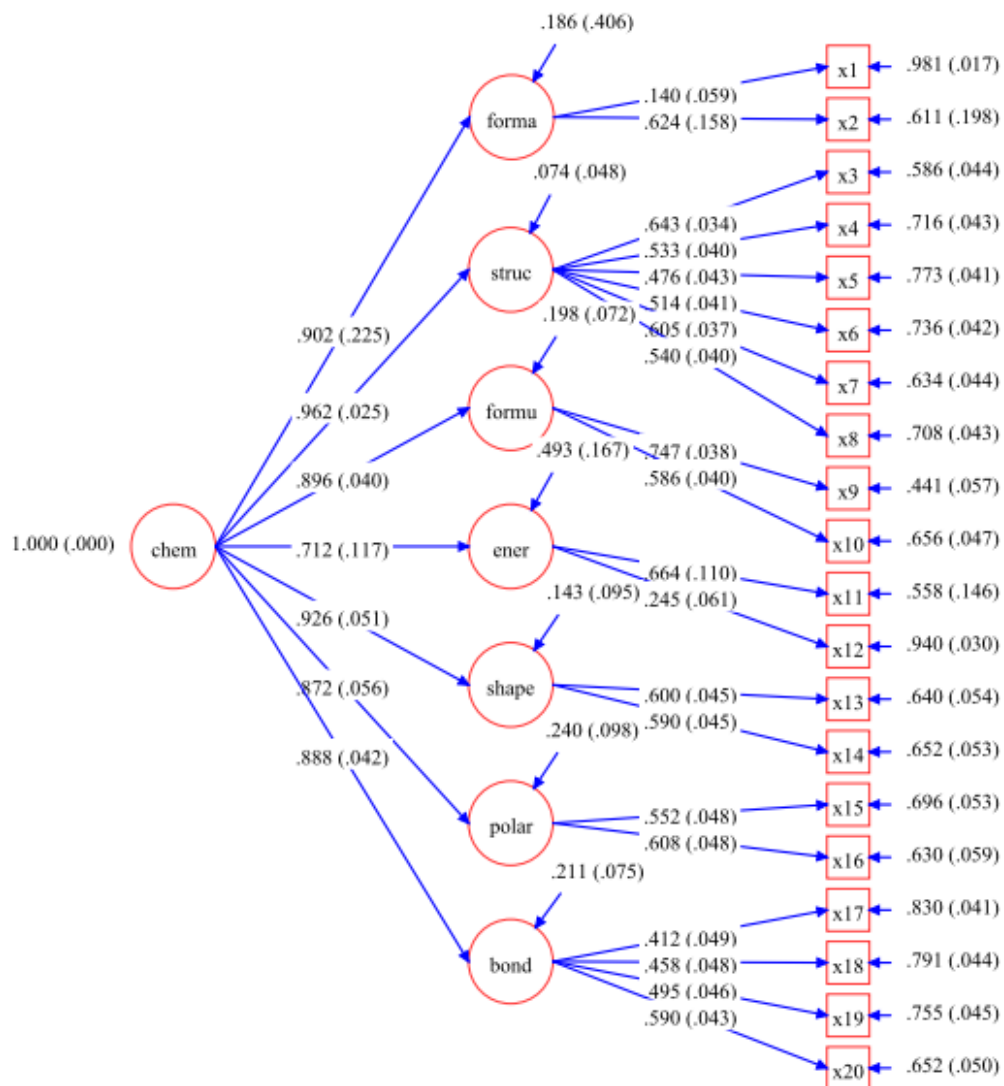 .186 (.406)
x1
.981 (.017)
.140 (.059)
forma
.624 (.158)
x2
.611 (.198)
.074 (.048)
x3
.586 (.044)
.643 (.034)
x4
.716 (.043)
.533 (.040)
struc
.476 (.043)
x5
.773 (.041)
.514 (.041)
.198 (.072)
.605 (.037)
x6
.736 (.042)
.902 (.225)
.540 (.040)
x7
.634 (.044)
.962 (.025)
formu
x8
.708 (.043)
.493 (.167)
.747 (.038)
.896 (.040)
.586 (.040)
x9
.441 (.057)
1.000 (.000)
chem
.712 (.117)
ener
x10
.656 (.047)
.664 (.110)
.143 (.095)
.245 (.061)
x11
.558 (.146)
.926 (.051)
x12
.940 (.030)
.872 (.056)
shape
.600 (.045)
x13
.640 (.054)
.590 (.045)
.240 (.098)
.888 (.042)
x14
.652 (.053)
.552 (.048)
x15
.696 (.053)
polar
.608 (.048)
x16
.630 (.059)
.211 (.075)
x17
.830 (.041)
.412 (.049)
bond
.458 (.048)
x18
.791 (.044)
.495 (.046)
.590 (.043)
x19
.755 (.045)
x20
.652 (.050)